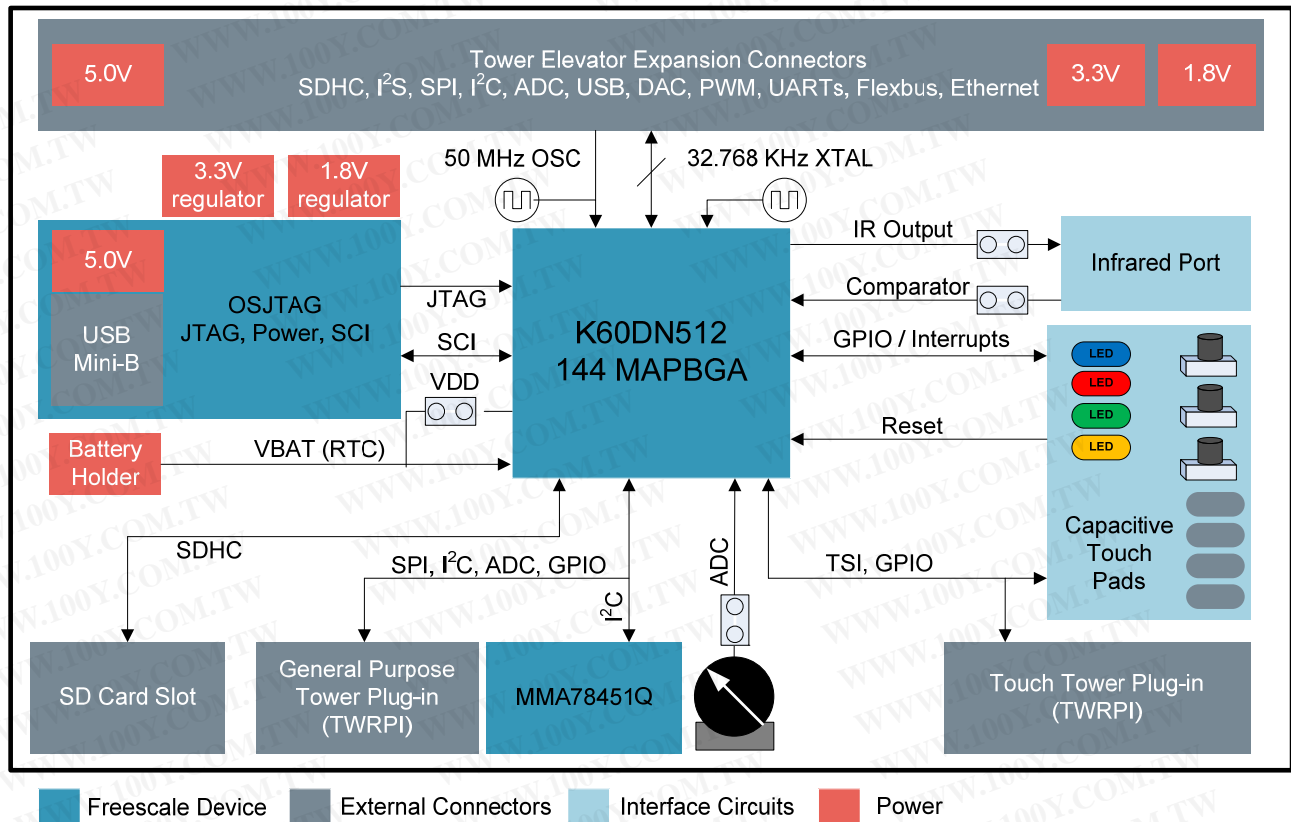 5.0V
Tower Elevator Expansion Connectors
SDHC, I²S, SPI, I²C, ADC, USB, DAC, PWM, UARTs, Flexbus, Ethernet
3.3V
1.8V
50 MHz OSC
32.768 KHz XTAL
3.3V
regulator
1.8V
regulator
5.0V
USB
Mini-B
OSJTAG
JTAG, Power, SCI
JTAG
SCI
VDD
K60DN512
144 MAPBGA
IR Output
Comparator
GPIO / Interrupts
Reset
Infrared Port
LED
LED
LED
LED
Capacitive
Touch
Pads
Battery
Holder
VBAT (RTC)
SDHC
SPI, I²C, ADC, GPIO
I²C
ADC
TSI, GPIO
SD Card Slot
General Purpose
Tower Plug-in
(TWRPI)
MMA78451Q
Touch Tower Plug-in
(TWRPI)
Freescale Device
External Connectors
Interface Circuits
Power
WWW.100Y.COM.TW